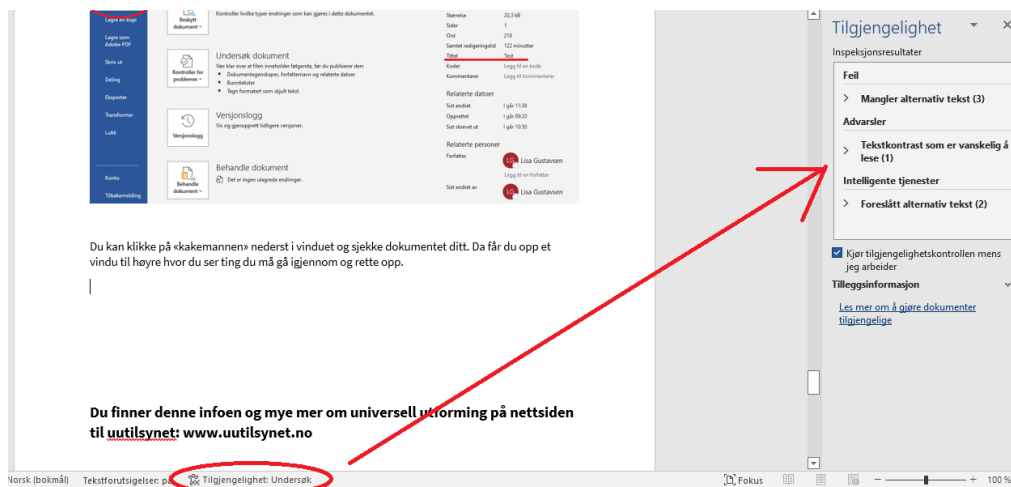 Lagre en kopi
Lagre som
Adobe PDF
Skriv ut
Deling
Eksporter
Transformer
Lukk
Konto
Tilbakemelding
Beskytt
dokument
Kontroller hvilke typer endringer som kan gjøres i dette dokumentet.
Kontroller for
problemer
Undersøk dokument
Vær klar over at filen inneholder følgende, før du publiserer den:
Dokumentegenskaper, forfatternavn og relaterte datoer
Bunntekster
Tegn formatert som skjult tekst
Versjonslogg
Versjonslogg
Vis og gjenopprett tidligere versjoner.
Behandle
dokument
Behandle dokument
Det er ingen ulagrede endringer.
Størrelse 20,3 kB
Sider 1
Ord 218
Samlet redigeringstid 122 minutter
Tittel Test
Koder Legg til en kode
Kommentarer Legg til kommentarer
Relaterte datoer
Sist endret I går 11:38
Opprettet I går 09:20
Sist skrevet ut I går 10:50
Relaterte personer
Forfatter LG Lisa Gustavsen
Legg til en forfatter
Sist endret av LG Lisa Gustavsen
Du kan klikke på «kakemannen» nederst i vinduet og sjekke dokumentet ditt. Da får du opp et
vindu til høyre hvor du ser ting du må gå igjennom og rette opp.
Du finner denne infoen og mye mer om universell utforming på nettsiden
til uutilsynet: www.uutilsynet.no
Tilgjengelighet
Inspeksjonsresultater
Feil
Mangler alternativ tekst (3)
Advarsler
Tekstkontrast som er vanskelig å
lese (1)
Intelligente tjenester
Foreslått alternativ tekst (2)
Kjør tilgjengelighetskontrollen mens
jeg arbeider
Tilleggsinformasjon
Les mer om å gjøre dokumenter
tilgjengelige
Norsk (bokmål) Tekstforutsigelser: på Tilgjengelighet: Undersøk Fokus 100 %